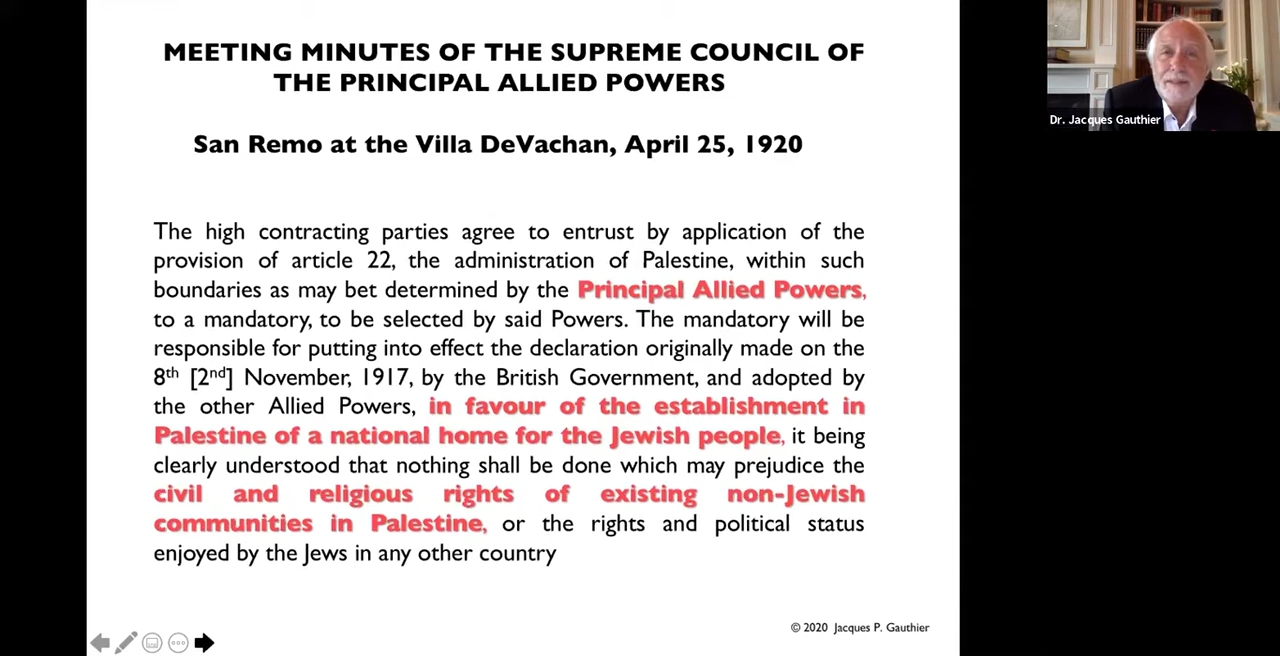 MEETING MINUTES OF THE SUPREME COUNCIL OF
THE PRINCIPAL ALLIED POWERS
San Remo at the Villa DeVachan, April 25, 1920
The high contracting parties agree to entrust by application of the
provision of article 22, the administration of Palestine, within such
boundaries as may bet determined by the Principal Allied Powers,
to a mandatory, to be selected by said Powers. The mandatory will be
responsible for putting into effect the declaration originally made on the
8th [2nd] November, 1917, by the British Government, and adopted by
the other Allied Powers, in favour of the establishment in
Palestine of a national home for the Jewish people, it being
clearly understood that nothing shall be done which may prejudice the
civil and religious rights of existing non-Jewish
communities in Palestine, or the rights and political status
enjoyed by the Jews in any other country
© 2020 Jacques P. Gauthier
Dr. Jacques Gauthier